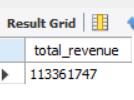 Result Grid
total_revenue
113361747